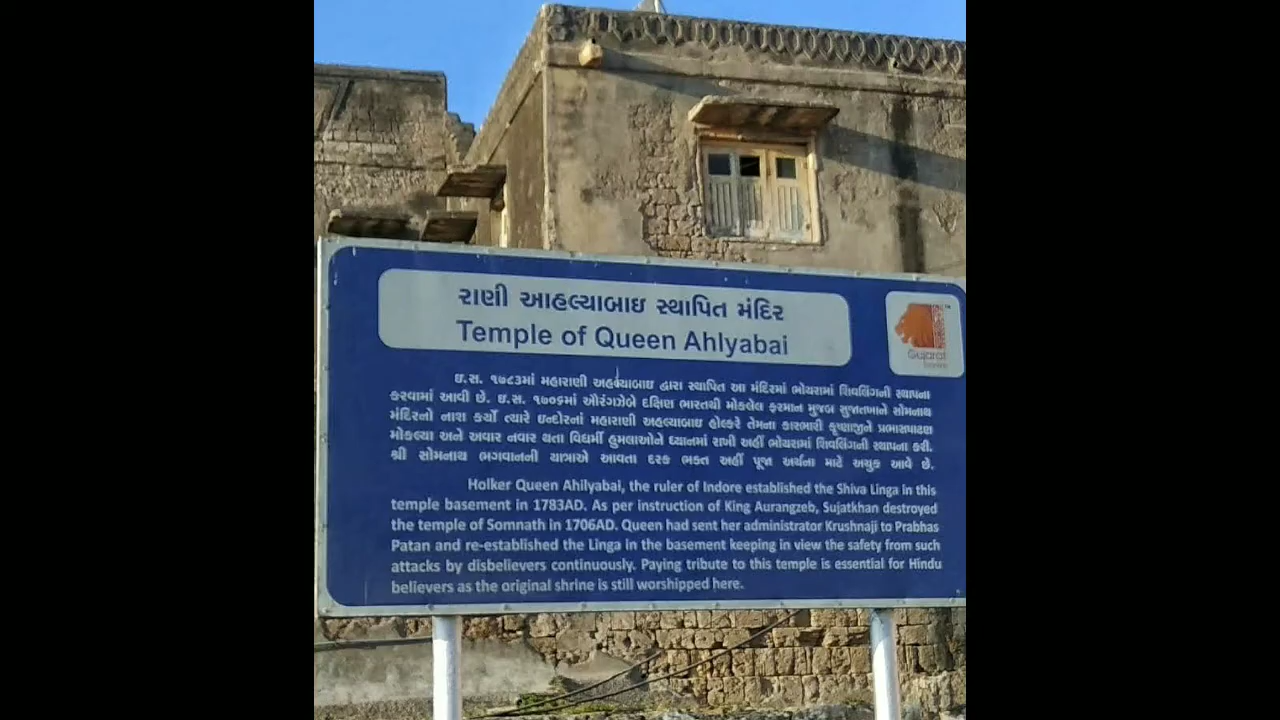 રાણી આહલ્યાબાઇ સ્થાપિત મંદિર
Temple of Queen Ahlyabai
Gujarat
ઇ.સ. ૧૭૮૩માં મહારાણી અહલ્યાબાઇ દ્વારા સ્થાપિત આ મંદિરમાં ભોયરામાં શિવલિંગની સ્થાપના
કરવામાં આવી છે. ઇ.સ. ૧૭૦૬માં ઔરંગઝેબે દક્ષિણ ભારતથી મોકલેલ ફરમાન મુજબ સુજાતખાને સોમનાથ
મંદિરનો નાશ કર્યો ત્યારે ઇન્દોરનાં મહારાણી અહલ્યાબાઇ હોલ્કરે તેમના કારભારી કૃષ્ણાજીને પ્રભાસપાટણ
મોકલ્યા અને અવાર નવાર થતા વિધર્મી હુમલાઓને ધ્યાનમાં રાખી અહીં ભોયરામાં શિવલિંગની સ્થાપના કરી.
શ્રી સોમનાથ ભગવાનની યાત્રાએ આવતા દરક ભક્ત અહીં પૂજા અર્ચના માટે અચુક આવે છે.
Holker Queen Ahilyabai, the ruler of Indore established the Shiva Linga in this
temple basement in 1783AD. As per instruction of King Aurangzeb, Sujatkhan destroyed
the temple of Somnath in 1706AD. Queen had sent her administrator Krushnaji to Prabhas
Patan and re-established the Linga in the basement keeping in view the safety from such
attacks by disbelievers continuously. Paying tribute to this temple is essential for Hindu
believers as the original shrine is still worshipped here.